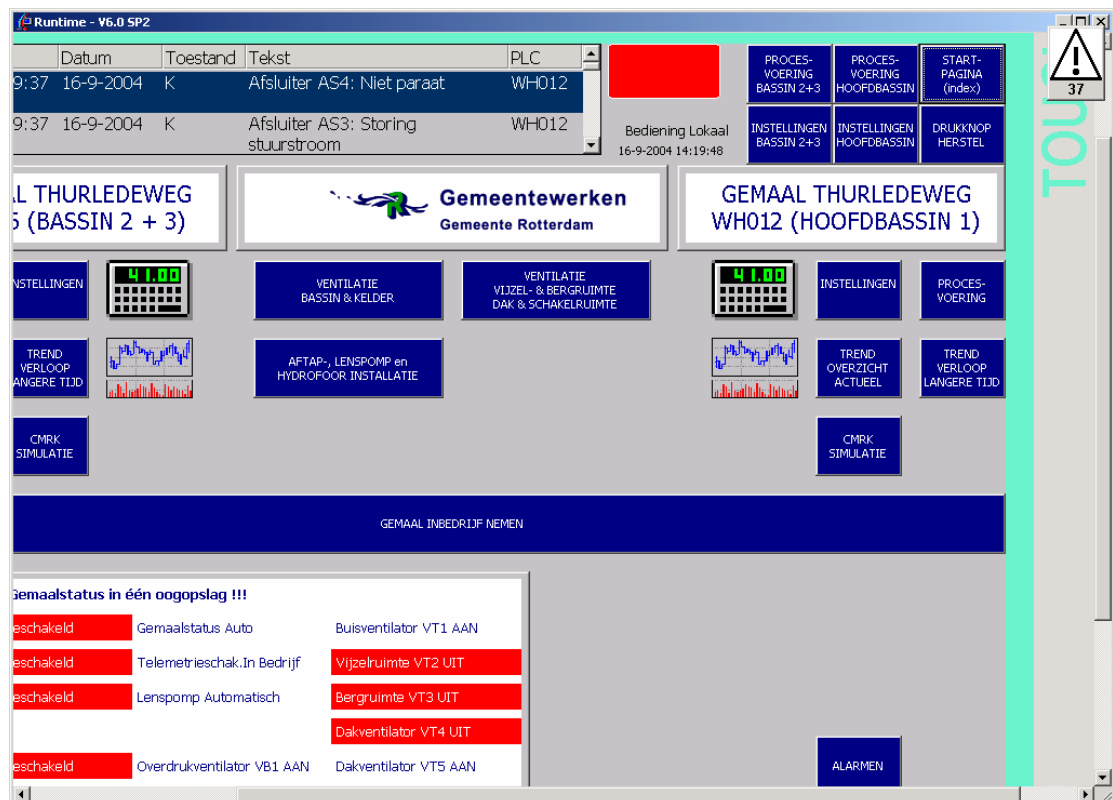 Runtime - V6.0 SP2
Datum Toestand Tekst PLC
9:37 16-9-2004 K Afsluiter AS4: Niet paraat WH012
9:37 16-9-2004 K Afsluiter AS3: Storing WH012
stuurstroom
Bediening Lokaal
16-9-2004 14:19:48
PROCES-
VOERING
BASSIN 2+3
PROCES-
VOERING
HOOFDBASSIN
START-
PAGINA
(index)
INSTELLINGEN
BASSIN 2+3
INSTELLINGEN
HOOFDBASSIN
DRUKKNOP
HERSTEL
37
TOU
L THURLEDEWEG
(BASSIN 2 + 3)
Gemeentewerken
Gemeente Rotterdam
GEMAAL THURLEDEWEG
WH012 (HOOFDBASSIN 1)
NSTELLINGEN
41.00
VENTILATIE
BASSIN & KELDER
VENTILATIE
VIJZEL- & BERGRUIMTE
DAK & SCHAKELRUIMTE
41.00
INSTELLINGEN
PROCES-
VOERING
TREND
VERLOOP
ANGERE TIJD
AFTAP-, LENSPOMP en
HYDROFOOR INSTALLATIE
TREND
OVERZICHT
ACTUEEL
TREND
VERLOOP
LANGERE TIJD
CMRK
SIMULATIE
CMRK
SIMULATIE
GEMAAL INBEDRIJF NEMEN
Gemaalstatus in één oogopslag !!!
eschakeld Gemaalstatus Auto Buisventilator VT1 AAN
eschakeld Telemetrieschak.In Bedrijf Vijzelruimte VT2 UIT
eschakeld Lenspomp Automatisch Bergruimte VT3 UIT
Dakventilator VT4 UIT
eschakeld Overdrukventilator VB1 AAN Dakventilator VT5 AAN
ALARMEN